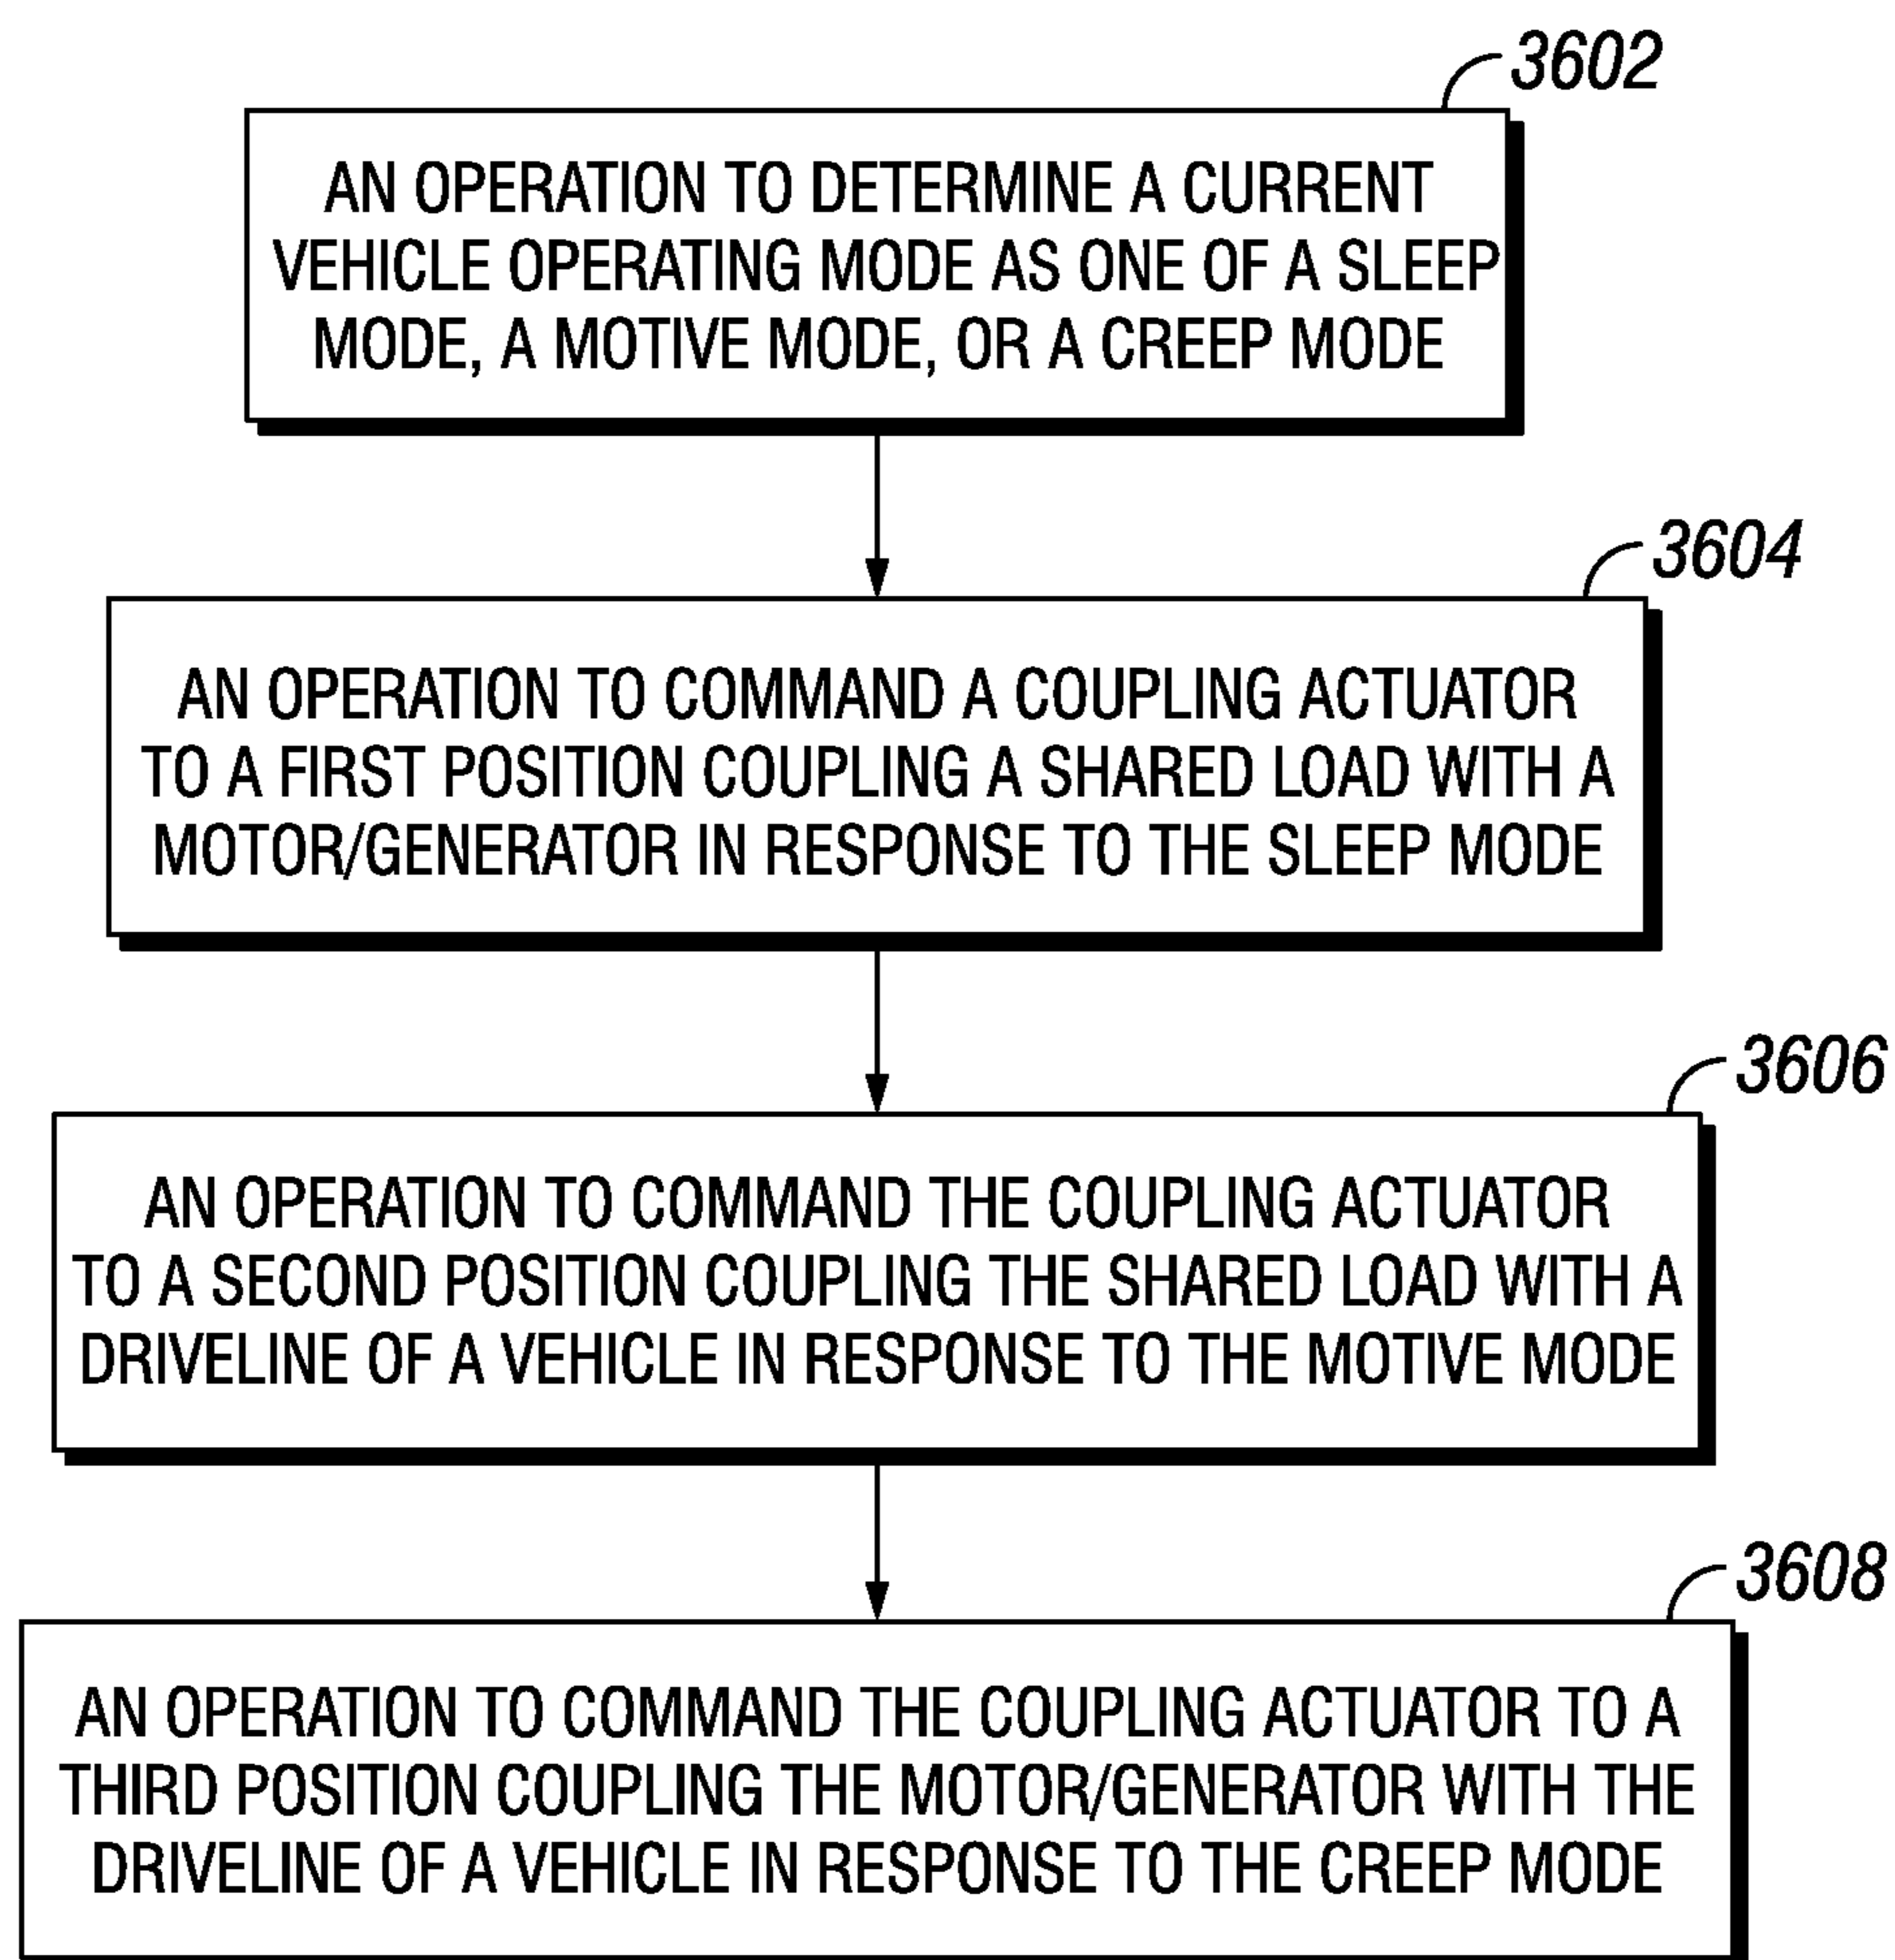 3602
AN OPERATION TO DETERMINE A CURRENT
VEHICLE OPERATING MODE AS ONE OF A SLEEP
MODE, A MOTIVE MODE, OR A CREEP MODE
3604
AN OPERATION TO COMMAND A COUPLING ACTUATOR
TO A FIRST POSITION COUPLING A SHARED LOAD WITH A
MOTOR/GENERATOR IN RESPONSE TO THE SLEEP MODE
3606
AN OPERATION TO COMMAND THE COUPLING ACTUATOR
TO A SECOND POSITION COUPLING THE SHARED LOAD WITH A
DRIVELINE OF A VEHICLE IN RESPONSE TO THE MOTIVE MODE
3608
AN OPERATION TO COMMAND THE COUPLING ACTUATOR TO A
THIRD POSITION COUPLING THE MOTOR/GENERATOR WITH THE
DRIVELINE OF A VEHICLE IN RESPONSE TO THE CREEP MODE